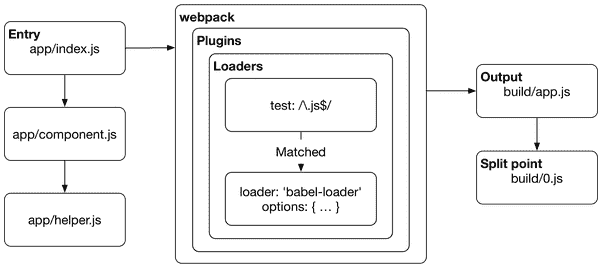 Entry
app/index.js
app/component.js
app/helper.js
webpack
Plugins
Loaders
test: /\.js$/
Matched
loader: 'babel-loader'
options: { … }
Output
build/app.js
Split point
build/0.js